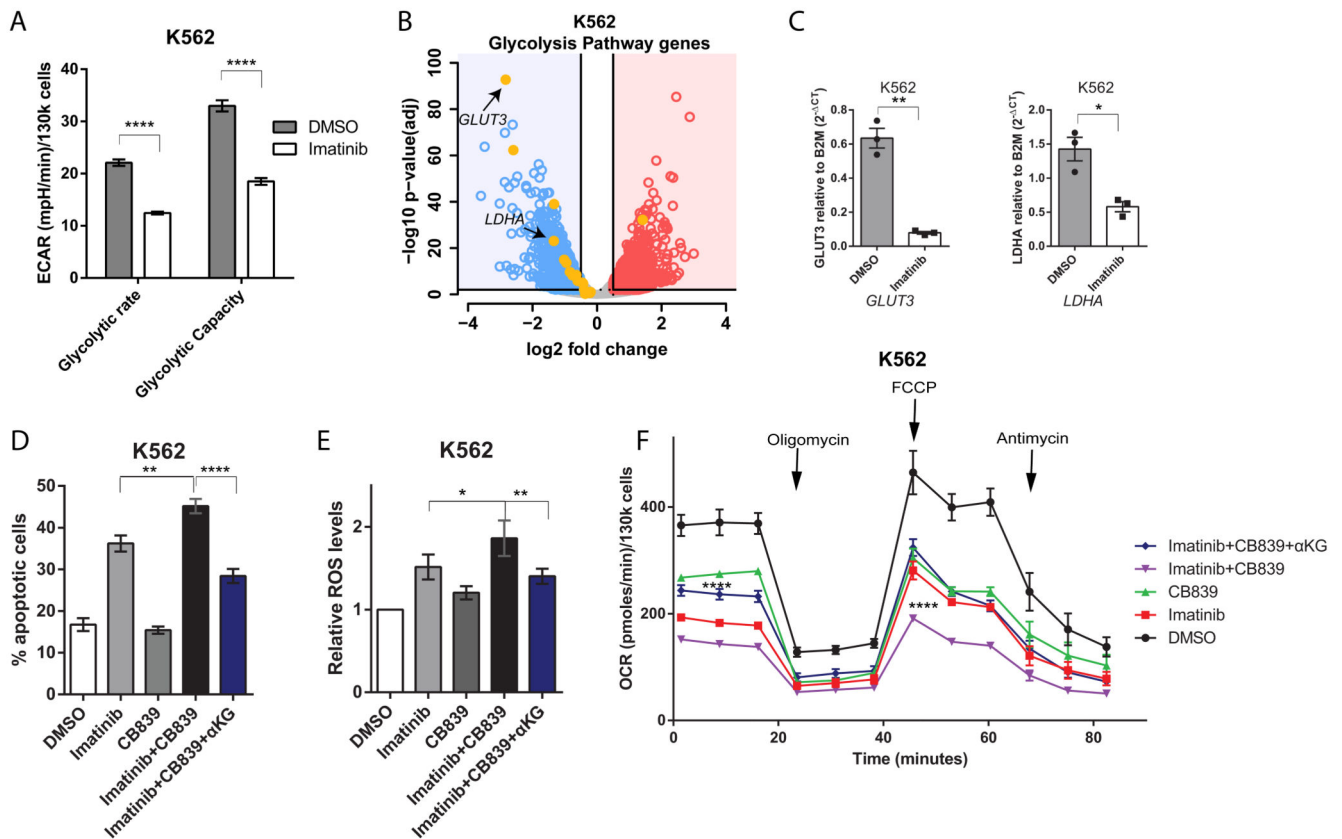 A
K562
ECAR (mpH/min)/130k cells
40
30
20
10
0
****
****
DMSO
Imatinib
Glycolytic rate
Glycolytic Capacity
B
K562
Glycolysis Pathway genes
−log10 p−value(adj)
100
80
60
40
20
0
GLUT3
LDHA
−4
−2
0
2
4
log2 fold change
C
K562
GLUT3 relative to B2M (2-ΔCT)
0.8
0.6
0.4
0.2
0.0
**
DMSO
Imatinib
GLUT3
K562
LDHA relative to B2M (2-ΔCT)
2.0
1.5
1.0
0.5
0.0
*
DMSO
Imatinib
LDHA
D
K562
% apoptotic cells
50
40
30
20
10
0
**
****
DMSO
Imatinib
CB839
Imatinib+CB839
Imatinib+CB839+αKG
E
K562
Relative ROS levels
2
1
0
*
**
DMSO
Imatinib
CB839
Imatinib+CB839
Imatinib+CB839+αKG
F
K562
FCCP
Oligomycin
Antimycin
OCR (pmoles/min)/130k cells
400
200
0
****
****
0
20
40
60
80
Time (minutes)
Imatinib+CB839+αKG
Imatinib+CB839
CB839
Imatinib
DMSO